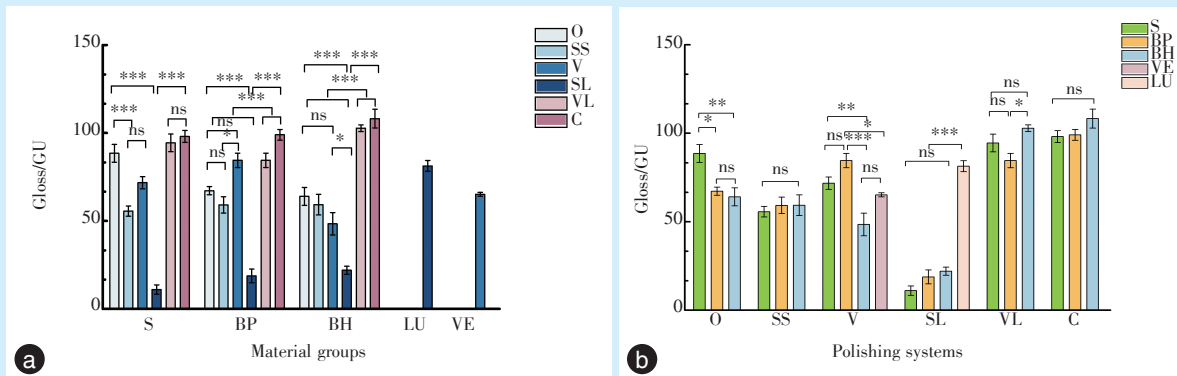 150
100
50
0
Gloss/GU
*** *** *** *** *** ***
*** ns ns *** ns * ns ns *** *
S BP BH LU VE
Material groups
O
SS
V
SL
VL
C
a
150
100
50
0
Gloss/GU
** * ns ns ** * ns *** ns *** ns ns ns * ns
O SS V SL VL C
Polishing systems
S
BP
BH
VE
LU
b